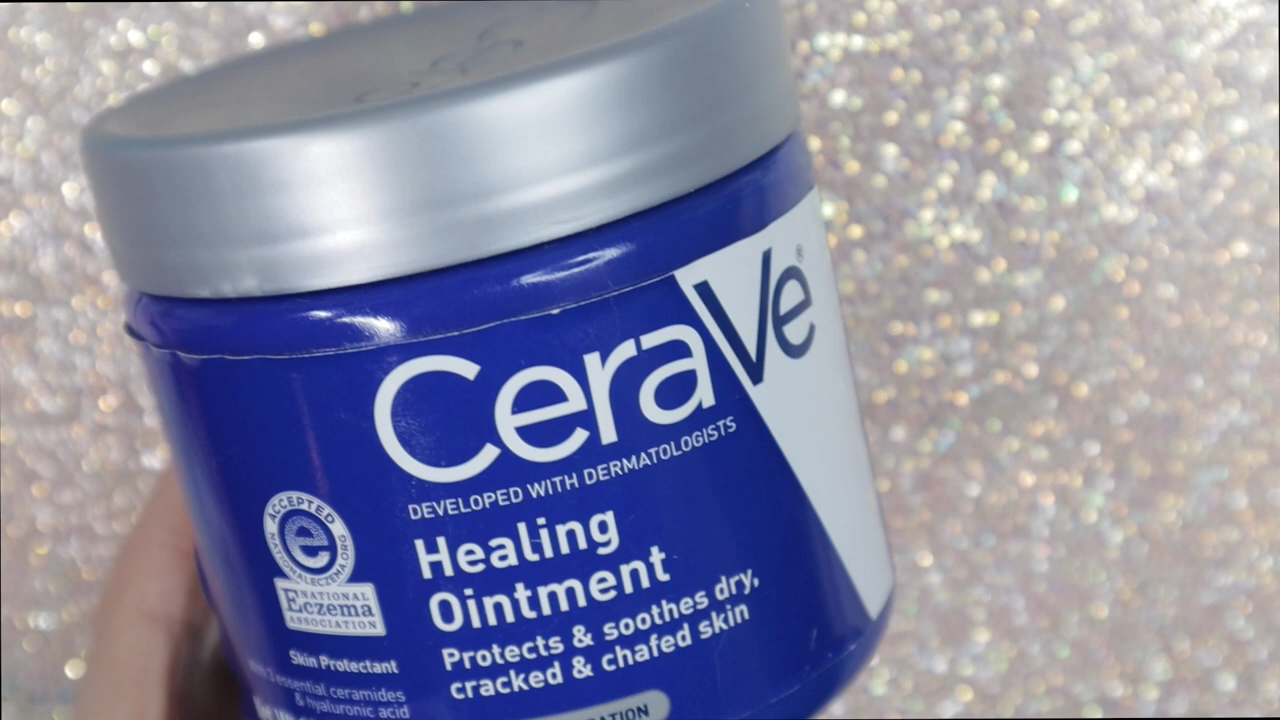 CeraVe®
DEVELOPED WITH DERMATOLOGISTS
Healing
Ointment
Protects & soothes dry,
cracked & chafed skin
ACCEPTED
NATIONALECZEMA.ORG
e
NATIONAL
Eczema
ASSOCIATION
Skin Protectant
3 essential ceramides
& hyaluronic acid